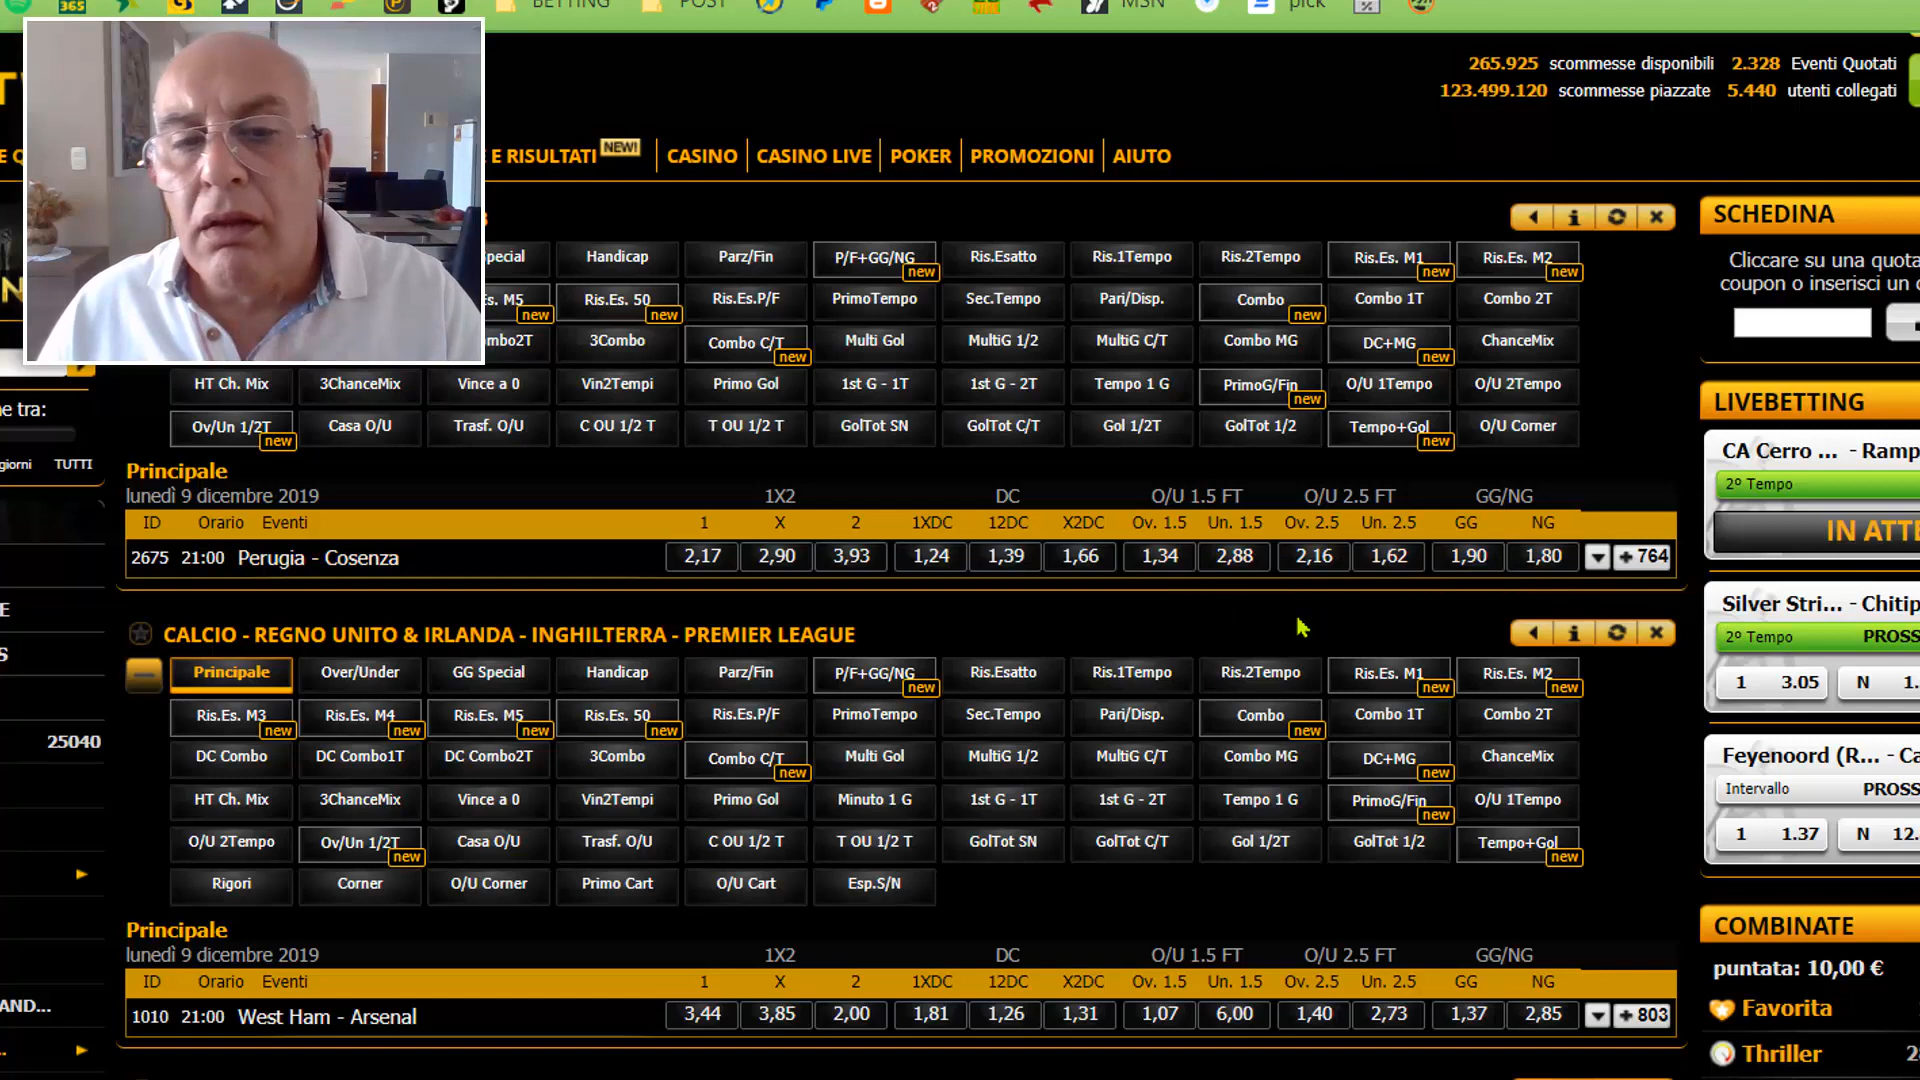 365
BETTING
POST
MSN
pick
265.925 scommesse disponibili 2.328 Eventi Quotati
123.499.120 scommesse piazzate 5.440 utenti collegati
E RISULTATI NEW! CASINO CASINO LIVE POKER PROMOZIONI AIUTO
pecial Handicap Parz/Fin P/F+GG/NG new Ris.Esatto Ris.1Tempo Ris.2Tempo Ris.Es. M1 new Ris.Es. M2 new
s. M5 new Ris.Es. 50 new Ris.Es.P/F PrimoTempo Sec.Tempo Pari/Disp. Combo new Combo 1T Combo 2T
mbo2T 3Combo Combo C/T new Multi Gol MultiG 1/2 MultiG C/T Combo MG DC+MG new ChanceMix
HT Ch. Mix 3ChanceMix Vince a 0 Vin2Tempi Primo Gol 1st G - 1T 1st G - 2T Tempo 1 G PrimoG/Fin new O/U 1Tempo O/U 2Tempo
Ov/Un 1/2T new Casa O/U Trasf. O/U C OU 1/2 T T OU 1/2 T GolTot SN GolTot C/T Gol 1/2T GolTot 1/2 Tempo+Gol new O/U Corner
Principale
lunedì 9 dicembre 2019 1X2 DC O/U 1.5 FT O/U 2.5 FT GG/NG
ID Orario Eventi 1 X 2 1XDC 12DC X2DC Ov. 1.5 Un. 1.5 Ov. 2.5 Un. 2.5 GG NG
2675 21:00 Perugia - Cosenza 2,17 2,90 3,93 1,24 1,39 1,66 1,34 2,88 2,16 1,62 1,90 1,80 +764
CALCIO - REGNO UNITO & IRLANDA - INGHILTERRA - PREMIER LEAGUE
Principale Over/Under GG Special Handicap Parz/Fin P/F+GG/NG new Ris.Esatto Ris.1Tempo Ris.2Tempo Ris.Es. M1 new Ris.Es. M2 new
Ris.Es. M3 new Ris.Es. M4 new Ris.Es. M5 new Ris.Es. 50 new Ris.Es.P/F PrimoTempo Sec.Tempo Pari/Disp. Combo new Combo 1T Combo 2T
DC Combo DC Combo1T DC Combo2T 3Combo Combo C/T new Multi Gol MultiG 1/2 MultiG C/T Combo MG DC+MG new ChanceMix
HT Ch. Mix 3ChanceMix Vince a 0 Vin2Tempi Primo Gol Minuto 1 G 1st G - 1T 1st G - 2T Tempo 1 G PrimoG/Fin new O/U 1Tempo
O/U 2Tempo Ov/Un 1/2T new Casa O/U Trasf. O/U C OU 1/2 T T OU 1/2 T GolTot SN GolTot C/T Gol 1/2T GolTot 1/2 Tempo+Gol new
Rigori Corner O/U Corner Primo Cart O/U Cart Esp.S/N
Principale
lunedì 9 dicembre 2019 1X2 DC O/U 1.5 FT O/U 2.5 FT GG/NG
ID Orario Eventi 1 X 2 1XDC 12DC X2DC Ov. 1.5 Un. 1.5 Ov. 2.5 Un. 2.5 GG NG
1010 21:00 West Ham - Arsenal 3,44 3,85 2,00 1,81 1,26 1,31 1,07 6,00 1,40 2,73 1,37 2,85 +803
ne tra:
giorni TUTTI
E
S
25040
AND...
SCHEDINA
Cliccare su una quota
coupon o inserisci un c
LIVEBETTING
CA Cerro ... - Ramp
2º Tempo
IN ATTE
Silver Stri... - Chitip
2º Tempo PROSS
1 3.05 N 1.
Feyenoord (R... - Ca
Intervallo PROSS
1 1.37 N 12.
COMBINATE
puntata: 10,00 €
Favorita
Thriller